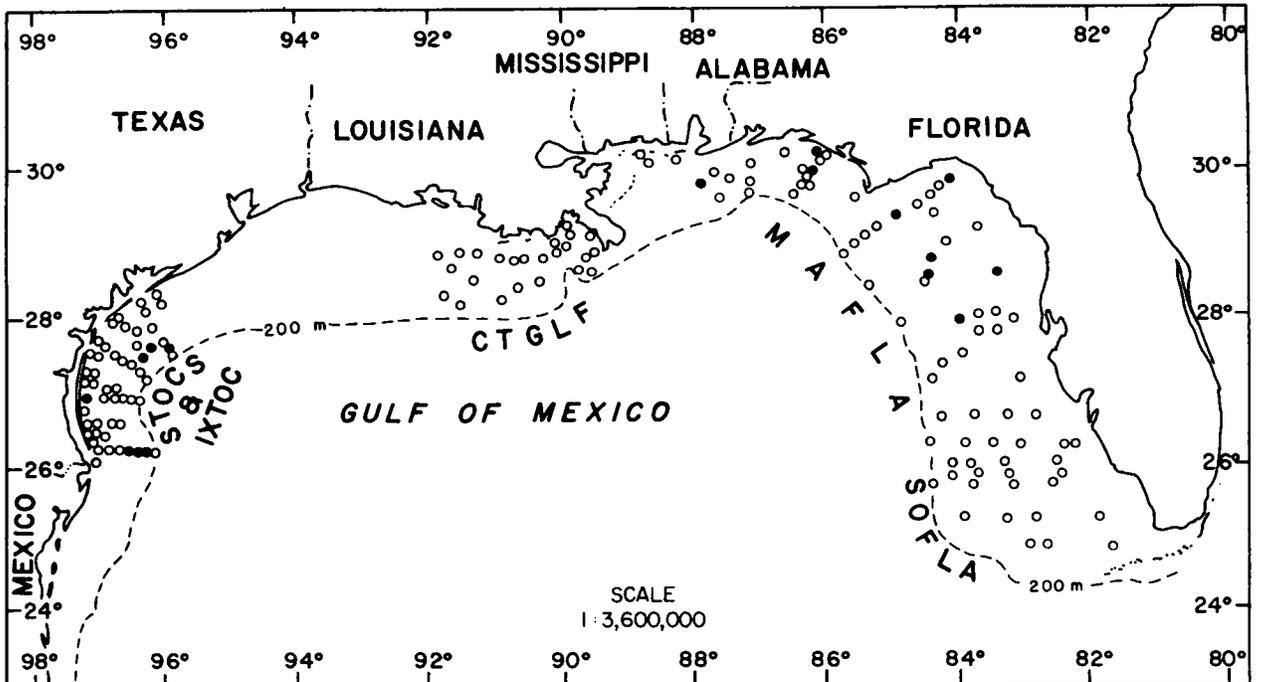 98° 96° 94° 92° 90° 88° 86° 84° 82° 80°
MISSISSIPPI ALABAMA
TEXAS LOUISIANA FLORIDA
30° 30°
MAFLA
28° 28°
200 m
CTGLF
STOCS
&
IXTOC
GULF OF MEXICO
26° 26°
SOFLA
MEXICO
SCALE
1:3,600,000
200 m
24° 24°
98° 96° 94° 92° 90° 88° 86° 84° 82° 80°